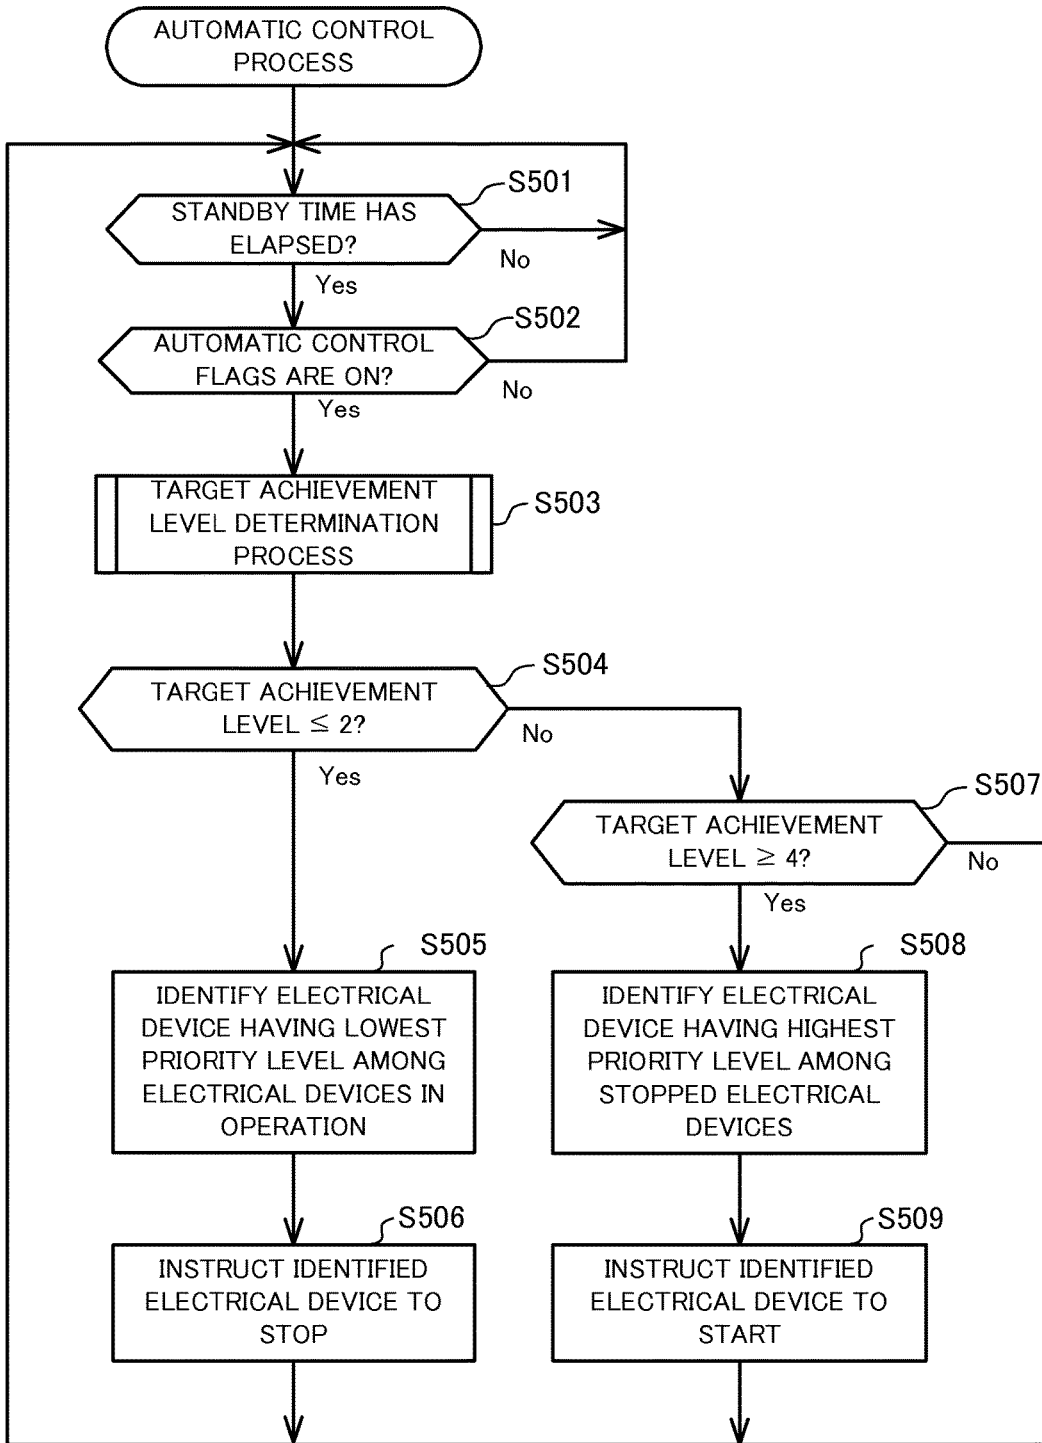 AUTOMATIC CONTROL
PROCESS
S501
STANDBY TIME HAS
ELAPSED?
No
Yes
S502
AUTOMATIC CONTROL
FLAGS ARE ON?
No
Yes
S503
TARGET ACHIEVEMENT
LEVEL DETERMINATION
PROCESS
S504
TARGET ACHIEVEMENT
LEVEL ≤ 2?
No
Yes
S507
TARGET ACHIEVEMENT
LEVEL ≥ 4?
No
Yes
S505
IDENTIFY ELECTRICAL
DEVICE HAVING LOWEST
PRIORITY LEVEL AMONG
ELECTRICAL DEVICES IN
OPERATION
S508
IDENTIFY ELECTRICAL
DEVICE HAVING HIGHEST
PRIORITY LEVEL AMONG
STOPPED ELECTRICAL
DEVICES
S506
INSTRUCT IDENTIFIED
ELECTRICAL DEVICE TO
STOP
S509
INSTRUCT IDENTIFIED
ELECTRICAL DEVICE TO
START